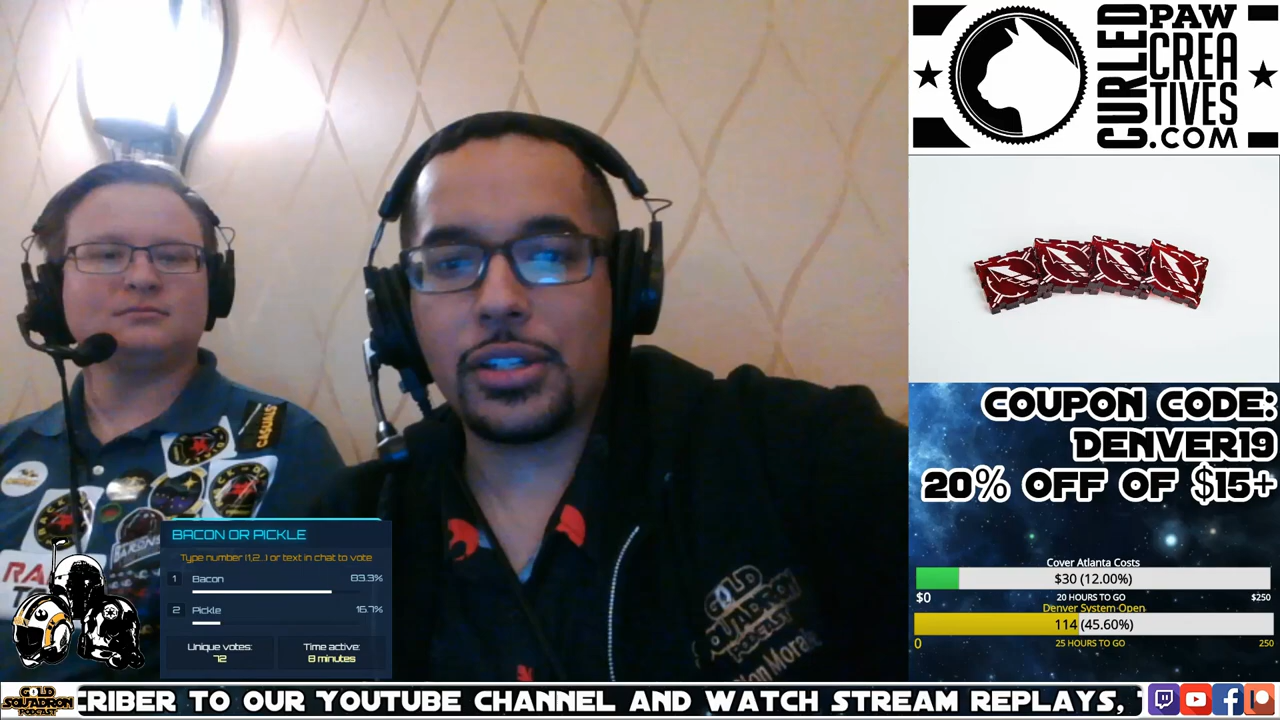 CURLED
PAW
CREA
TIVES
.COM
COUPON CODE:
DENVER19
20% OFF OF $15+
Cover Atlanta Costs
$30 (12.00%)
$0 20 HOURS TO GO $250
Denver System Open
114 (45.60%)
0 25 HOURS TO GO 250
CASUALS
BACON OR PICKLE
Type number (1,2...) or text in chat to vote
1 Bacon 83.3%
2 Pickle 16.7%
Unique votes: Time active:
72 8 minutes
GOLD
SQUADRON
PODCAST
GOLD
SQUADRON
PODCAST
CRIBER TO OUR YOUTUBE CHANNEL AND WATCH STREAM REPLAYS,